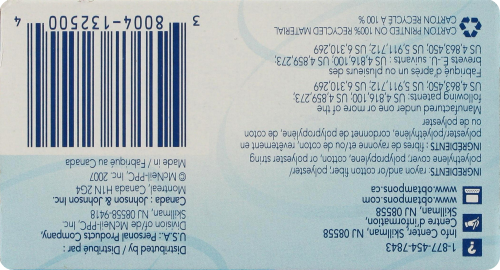 1-877-454-7843
Info Center, Skillman, NJ 08558
Centre d'information,
Skillman, NJ 08558
www.obtampons.com
www.obtampons.ca
INGREDIENTS: rayon and/or cotton fiber, polyester/
polyethylene cover, polypropylene, cotton, or polyester string
INGRÉDIENTS : fibres de rayonne et/ou de coton, revêtement en
polyester/polyéthylène, cordonnet de polypropylène, de coton,
ou de polyester
Manufactured under one or more of the
following patents: US 4,816,100; US 4,859,273;
US 4,863,450; US 5,911,712; US 6,310,269
Fabriqué d'après un ou plusieurs des
brevets É.-U. suivants : US 4,816,100; US 4,859,273;
US 4,863,450; US 5,911,712; US 6,310,269
CARTON PRINTED ON 100% RECYCLED MATERIAL
CARTON RECYCLÉ À 100 %
Distributed by / Distribué par :
U.S.A.: Personal Products Company,
Division of McNeil-PPC, Inc.
Skillman, NJ 08558-9418
Canada : Johnson & Johnson Inc.
Montreal, Canada, H1N 2G4
© McNeil-PPC, Inc. 2007
Made in Canada / Fabriqué au Canada
3 8004-132500